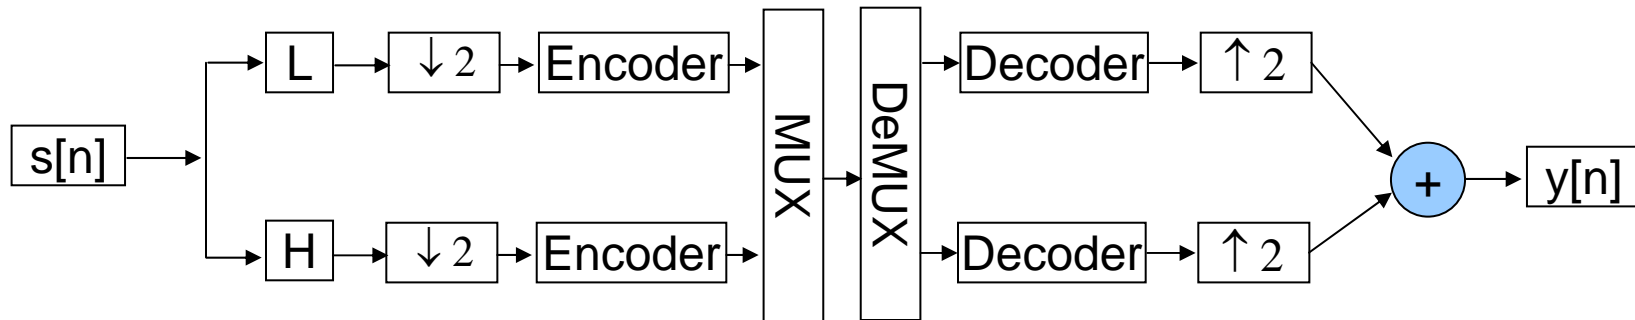 s[n]
L
↓ 2
Encoder
MUX
DeMUX
Decoder
↑ 2
+
y[n]
H
↓ 2
Encoder
Decoder
↑ 2